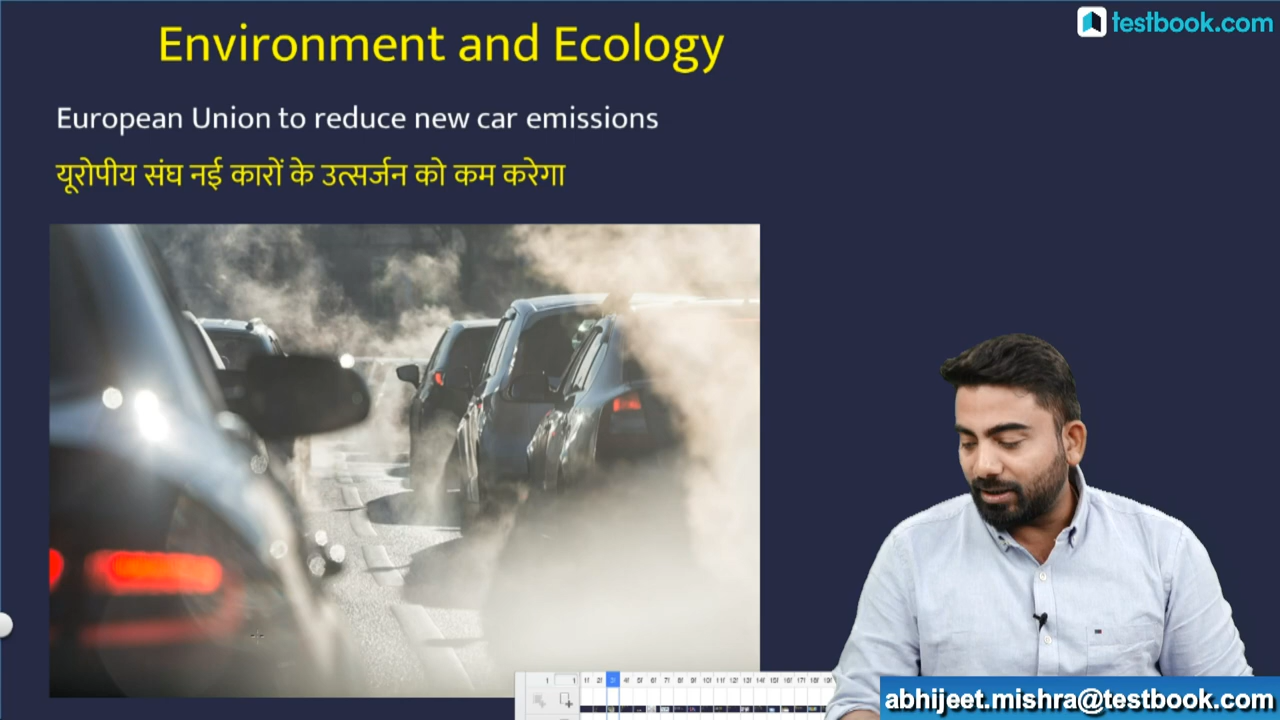 testbook.com
Environment and Ecology
European Union to reduce new car emissions
यूरोपीय संघ नई कारों के उत्सर्जन को कम करेगा
abhijeet.mishra@testbook.com